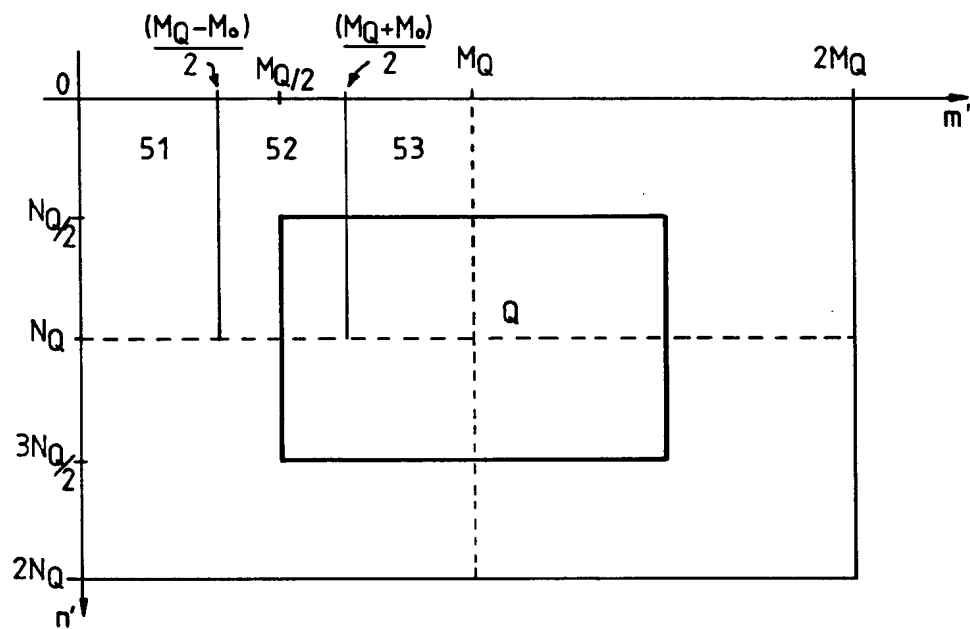 (MQ-Mo)/2
(MQ+Mo)/2
0
MQ/2
MQ
2MQ
m'
51
52
53
NQ/2
Q
NQ
3NQ/2
2NQ
n'